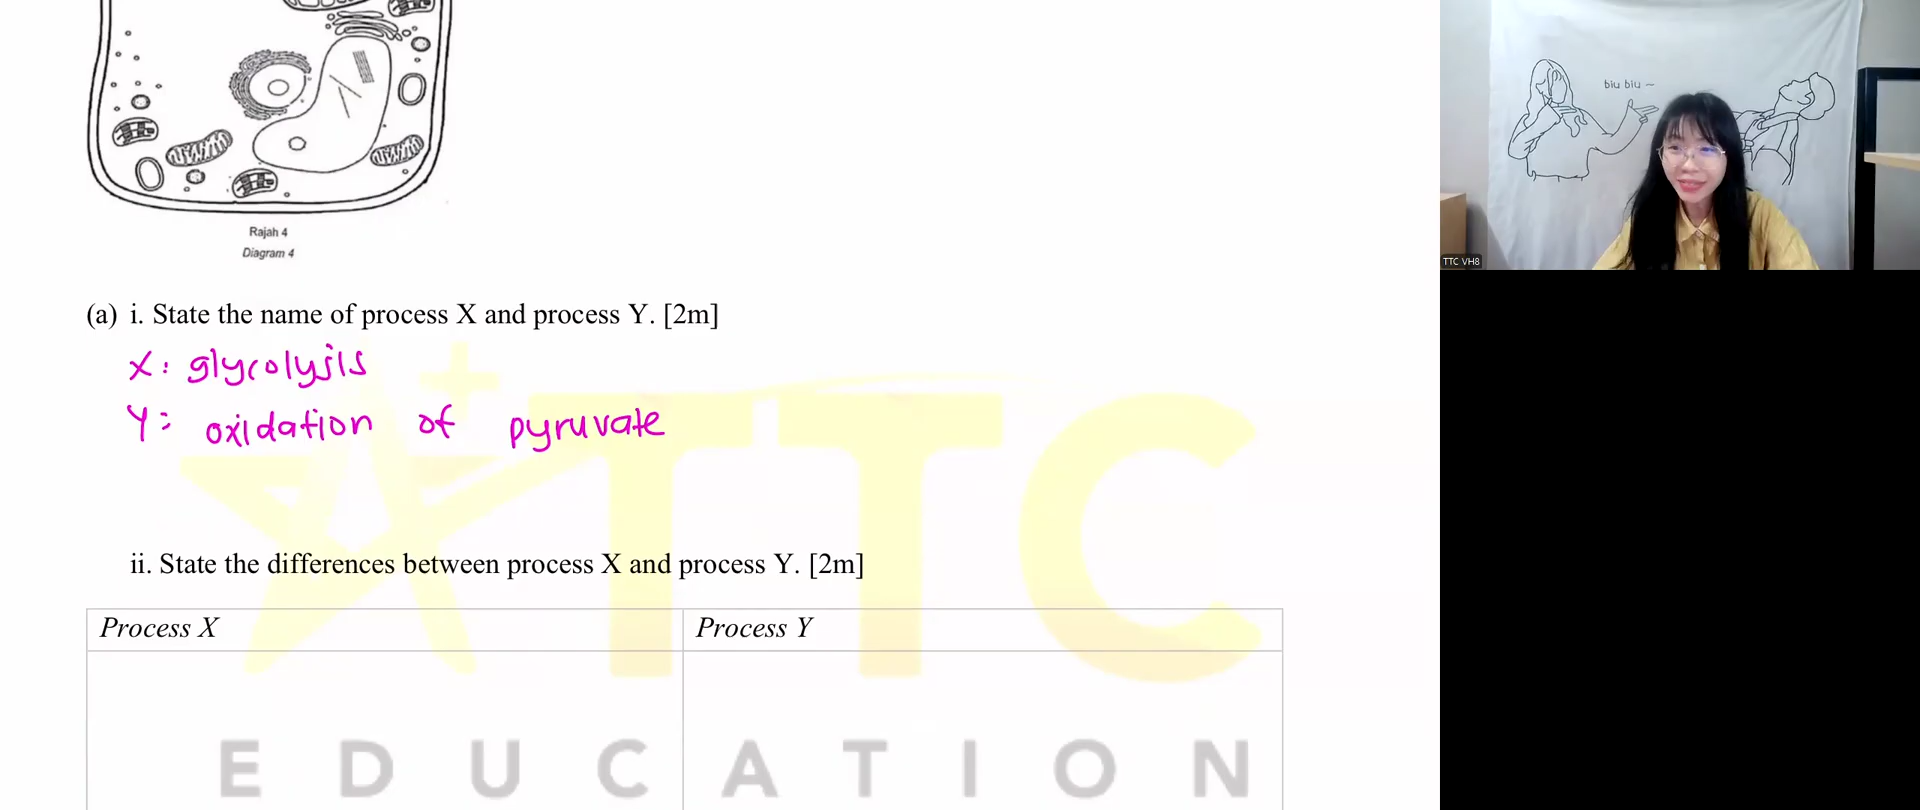 biu biu ~
TTC VH8
Rajah 4
Diagram 4
(a) i. State the name of process X and process Y. [2m]
X: glycolysis
Y: oxidation of pyruvate
ii. State the differences between process X and process Y. [2m]
Process X
Process Y
TTC
EDUCATION